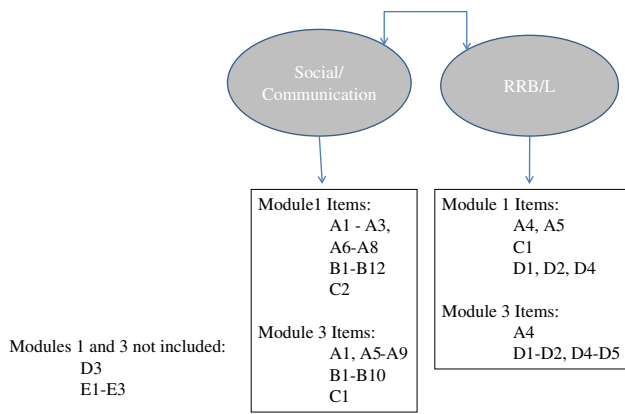 Social/
Communication
RRB/L
Module1 Items:
A1 - A3,
A6-A8
B1-B12
C2
Module 3 Items:
A1, A5-A9
B1-B10
C1
Module 1 Items:
A4, A5
C1
D1, D2, D4
Module 3 Items:
A4
D1-D2, D4-D5
Modules 1 and 3 not included:
D3
E1-E3